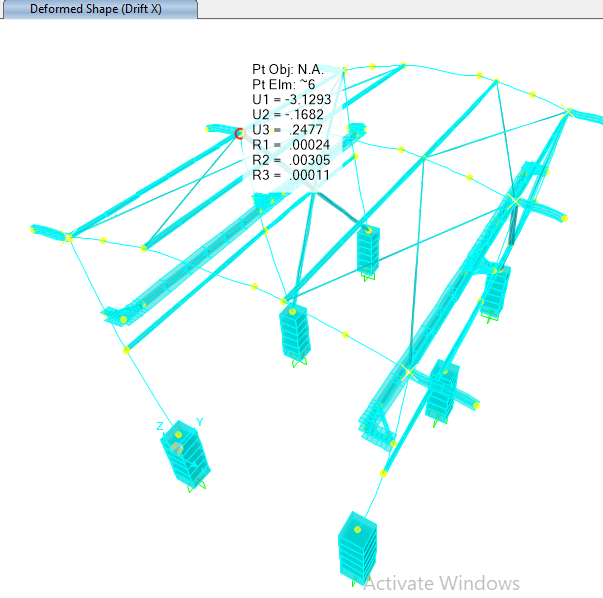 Deformed Shape (Drift X)
Pt Obj: N.A.
Pt Elm: ~6
U1 = -3.1293
U2 = -.1682
U3 = .2477
R1 = .00024
R2 = .00305
R3 = .00011
Z
Y
Activate Windows